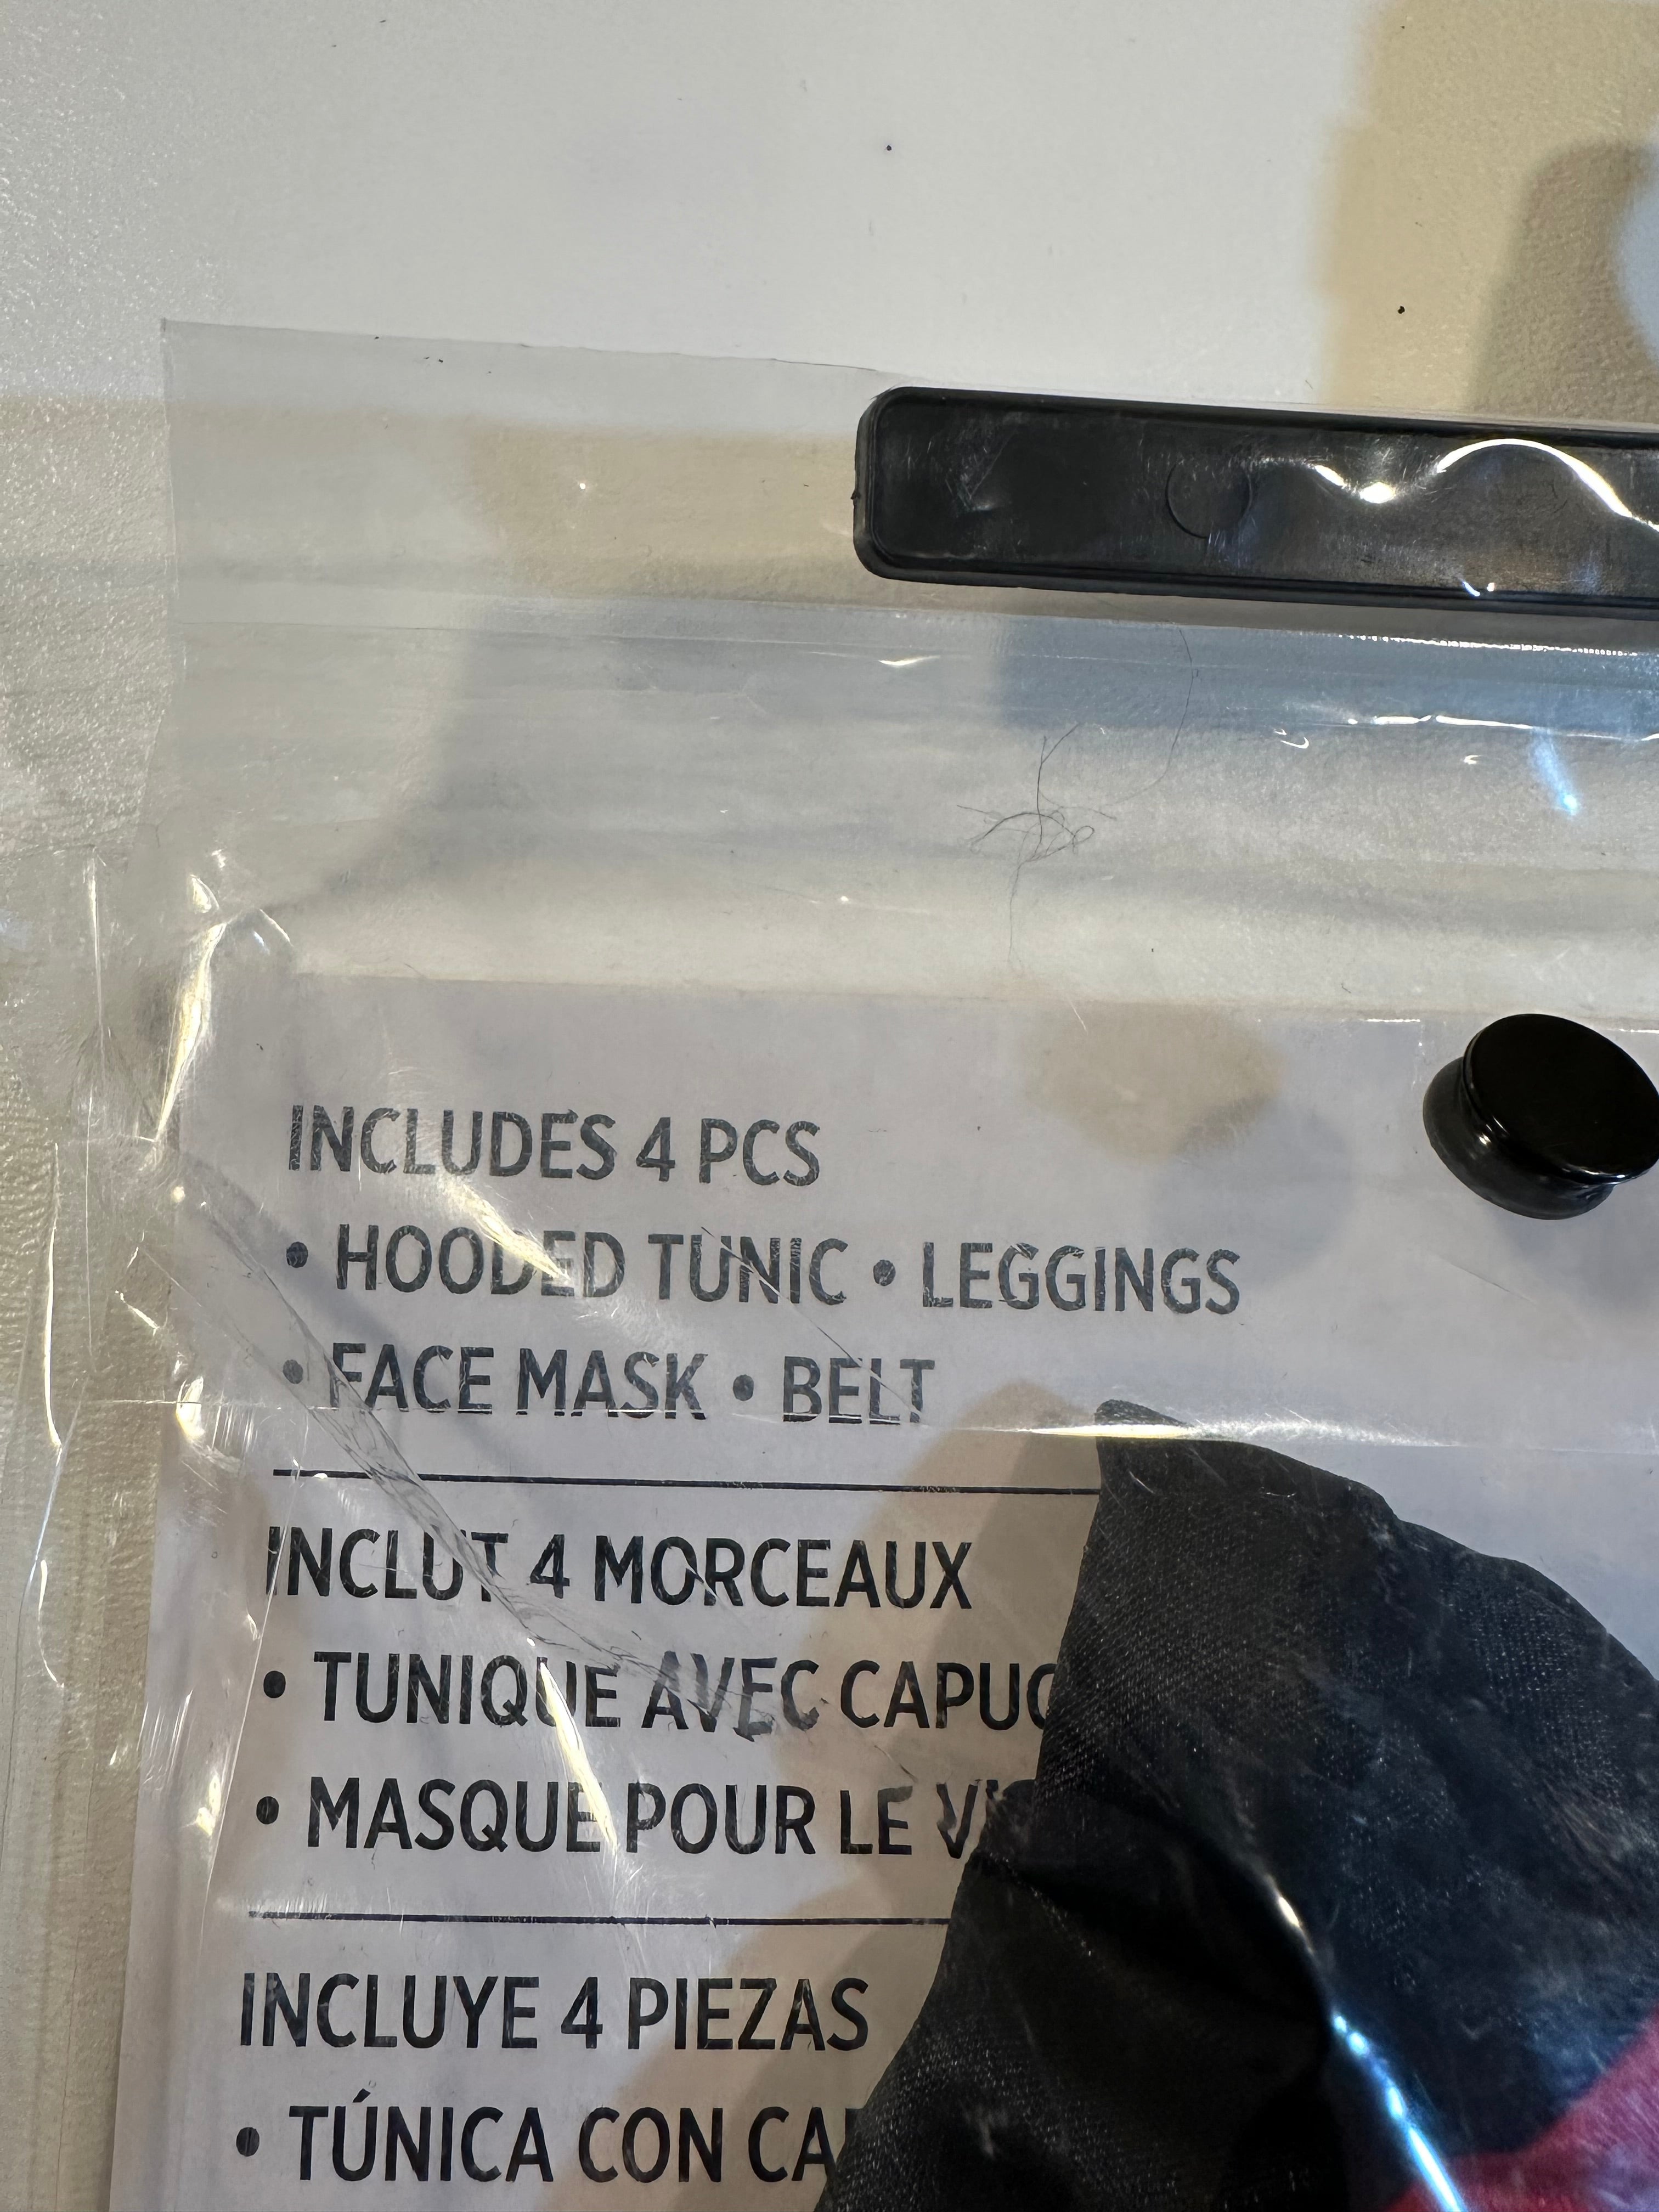 INCLUDES 4 PCS
• HOODED TUNIC • LEGGINGS
• FACE MASK • BELT
INCLUT 4 MORCEAUX
• TUNIQUE AVEC
• MASQUE POUR LE
INCLUYE 4 PIEZAS
• TÚNICA CON